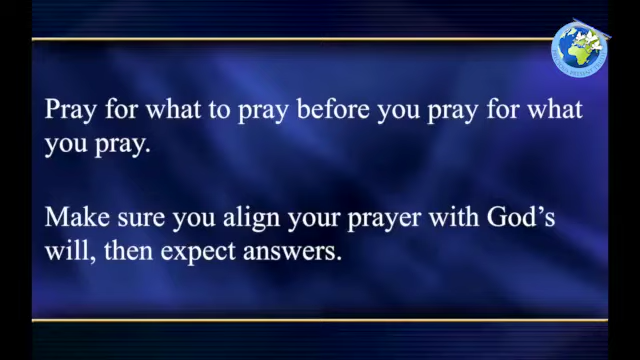 Pray for what to pray before you pray for what
you pray.
Make sure you align your prayer with God's
will, then expect answers.